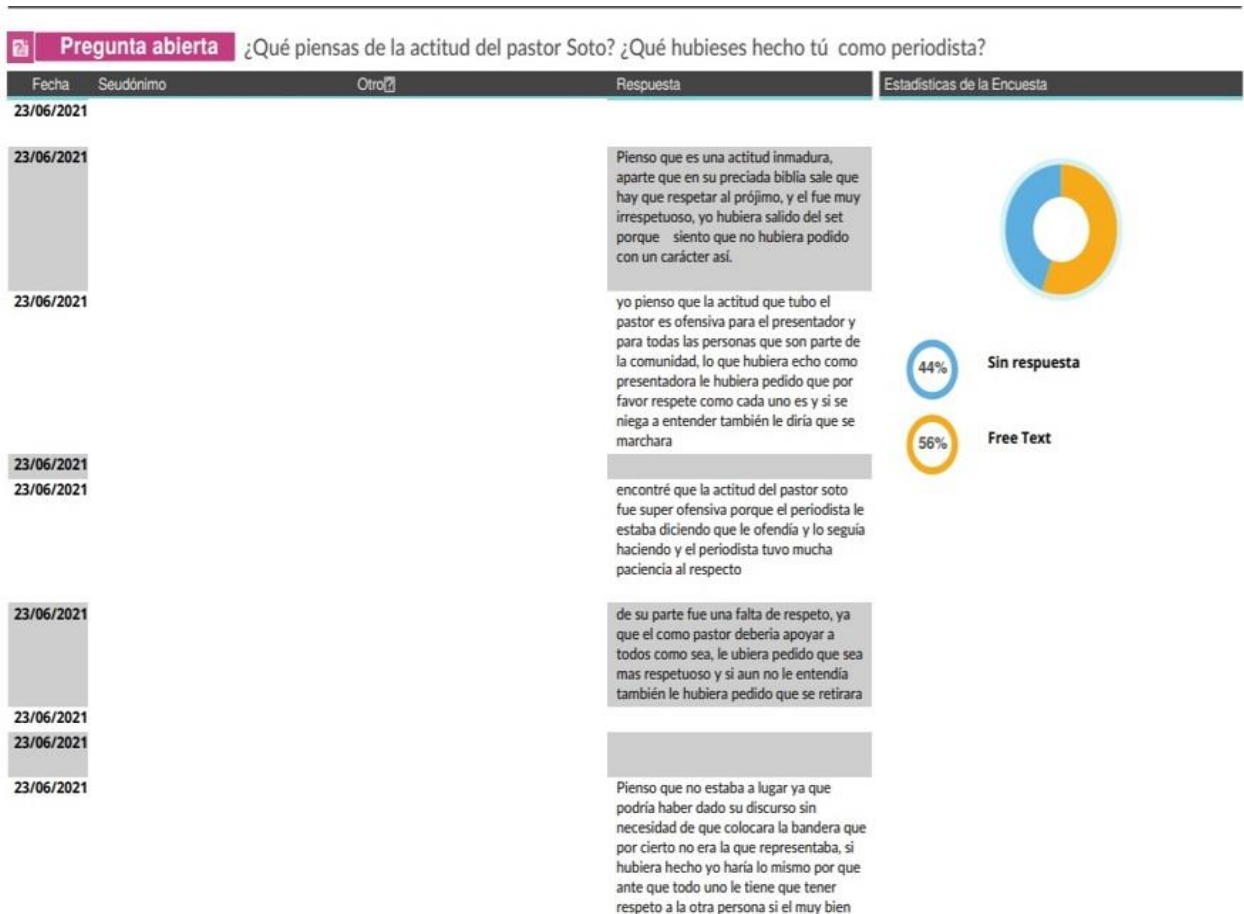 Pregunta abierta ¿Qué piensas de la actitud del pastor Soto? ¿Qué hubieses hecho tú como periodista?
Fecha Seudónimo Otro Respuesta Estadísticas de la Encuesta
23/06/2021
23/06/2021
Pienso que es una actitud inmadura,
aparte que en su preciada biblia sale que
hay que respetar al prójimo, y el fue muy
irrespetuoso, yo hubiera salido del set
porque siento que no hubiera podido
con un carácter así.
23/06/2021
yo pienso que la actitud que tubo el
pastor es ofensiva para el presentador y
para todas las personas que son parte de
la comunidad, lo que hubiera echo como
presentadora le hubiera pedido que por
favor respete como cada uno es y si se
niega a entender también le diría que se
marchara
44% Sin respuesta
56% Free Text
23/06/2021
23/06/2021
encontré que la actitud del pastor soto
fue super ofensiva porque el periodista le
estaba diciendo que le ofendía y lo seguía
haciendo y el periodista tuvo mucha
paciencia al respecto
23/06/2021
de su parte fue una falta de respeto, ya
que el como pastor deberia apoyar a
todos como sea, le ubiera pedido que sea
mas respetuoso y si aun no le entendía
también le hubiera pedido que se retirara
23/06/2021
23/06/2021
23/06/2021
Pienso que no estaba a lugar ya que
podría haber dado su discurso sin
necesidad de que colocara la bandera que
por cierto no era la que representaba, si
hubiera hecho yo haría lo mismo por que
ante que todo uno le tiene que tener
respeto a la otra persona si el muy bien